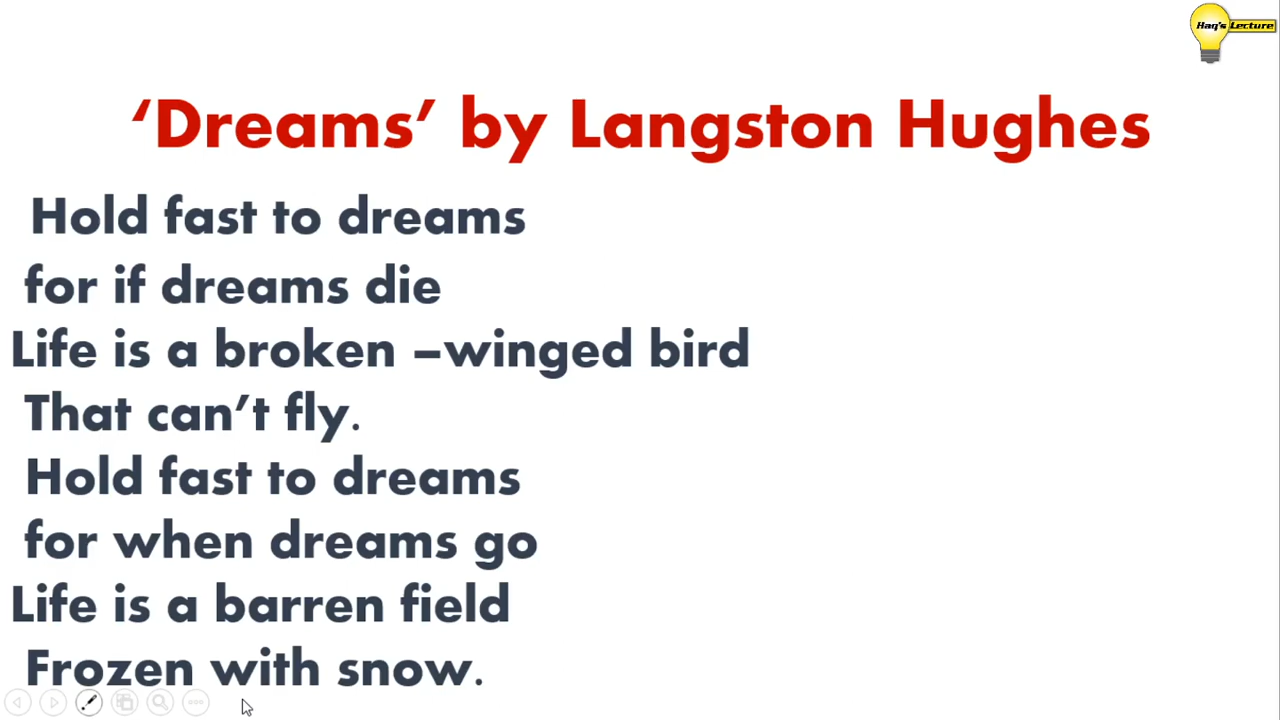 Haq's Lecture
‘Dreams’ by Langston Hughes
Hold fast to dreams
for if dreams die
Life is a broken –winged bird
That can’t fly.
Hold fast to dreams
for when dreams go
Life is a barren field
Frozen with snow.